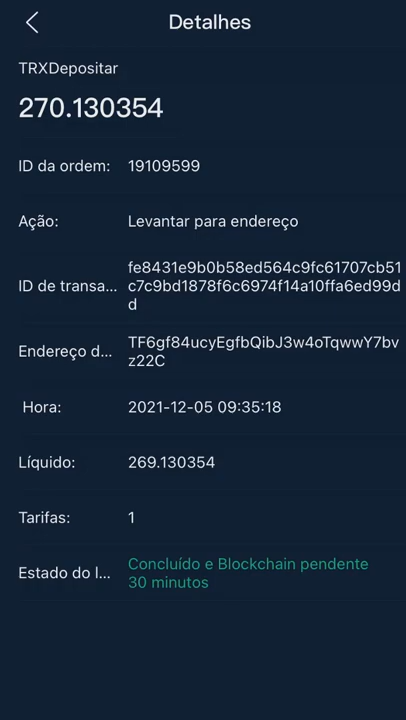 Detalhes
TRXDepositar
270.130354
ID da ordem: 19109599
Ação: Levantar para endereço
ID de transa... fe8431e9b0b58ed564c9fc61707cb51
c7c9bd1878f6c6974f14a10ffa6ed99d
d
Endereço d... TF6gf84ucyEgfbQibJ3w4oTqwwY7bv
z22C
Hora: 2021-12-05 09:35:18
Líquido: 269.130354
Tarifas: 1
Estado do l... Concluído e Blockchain pendente
30 minutos